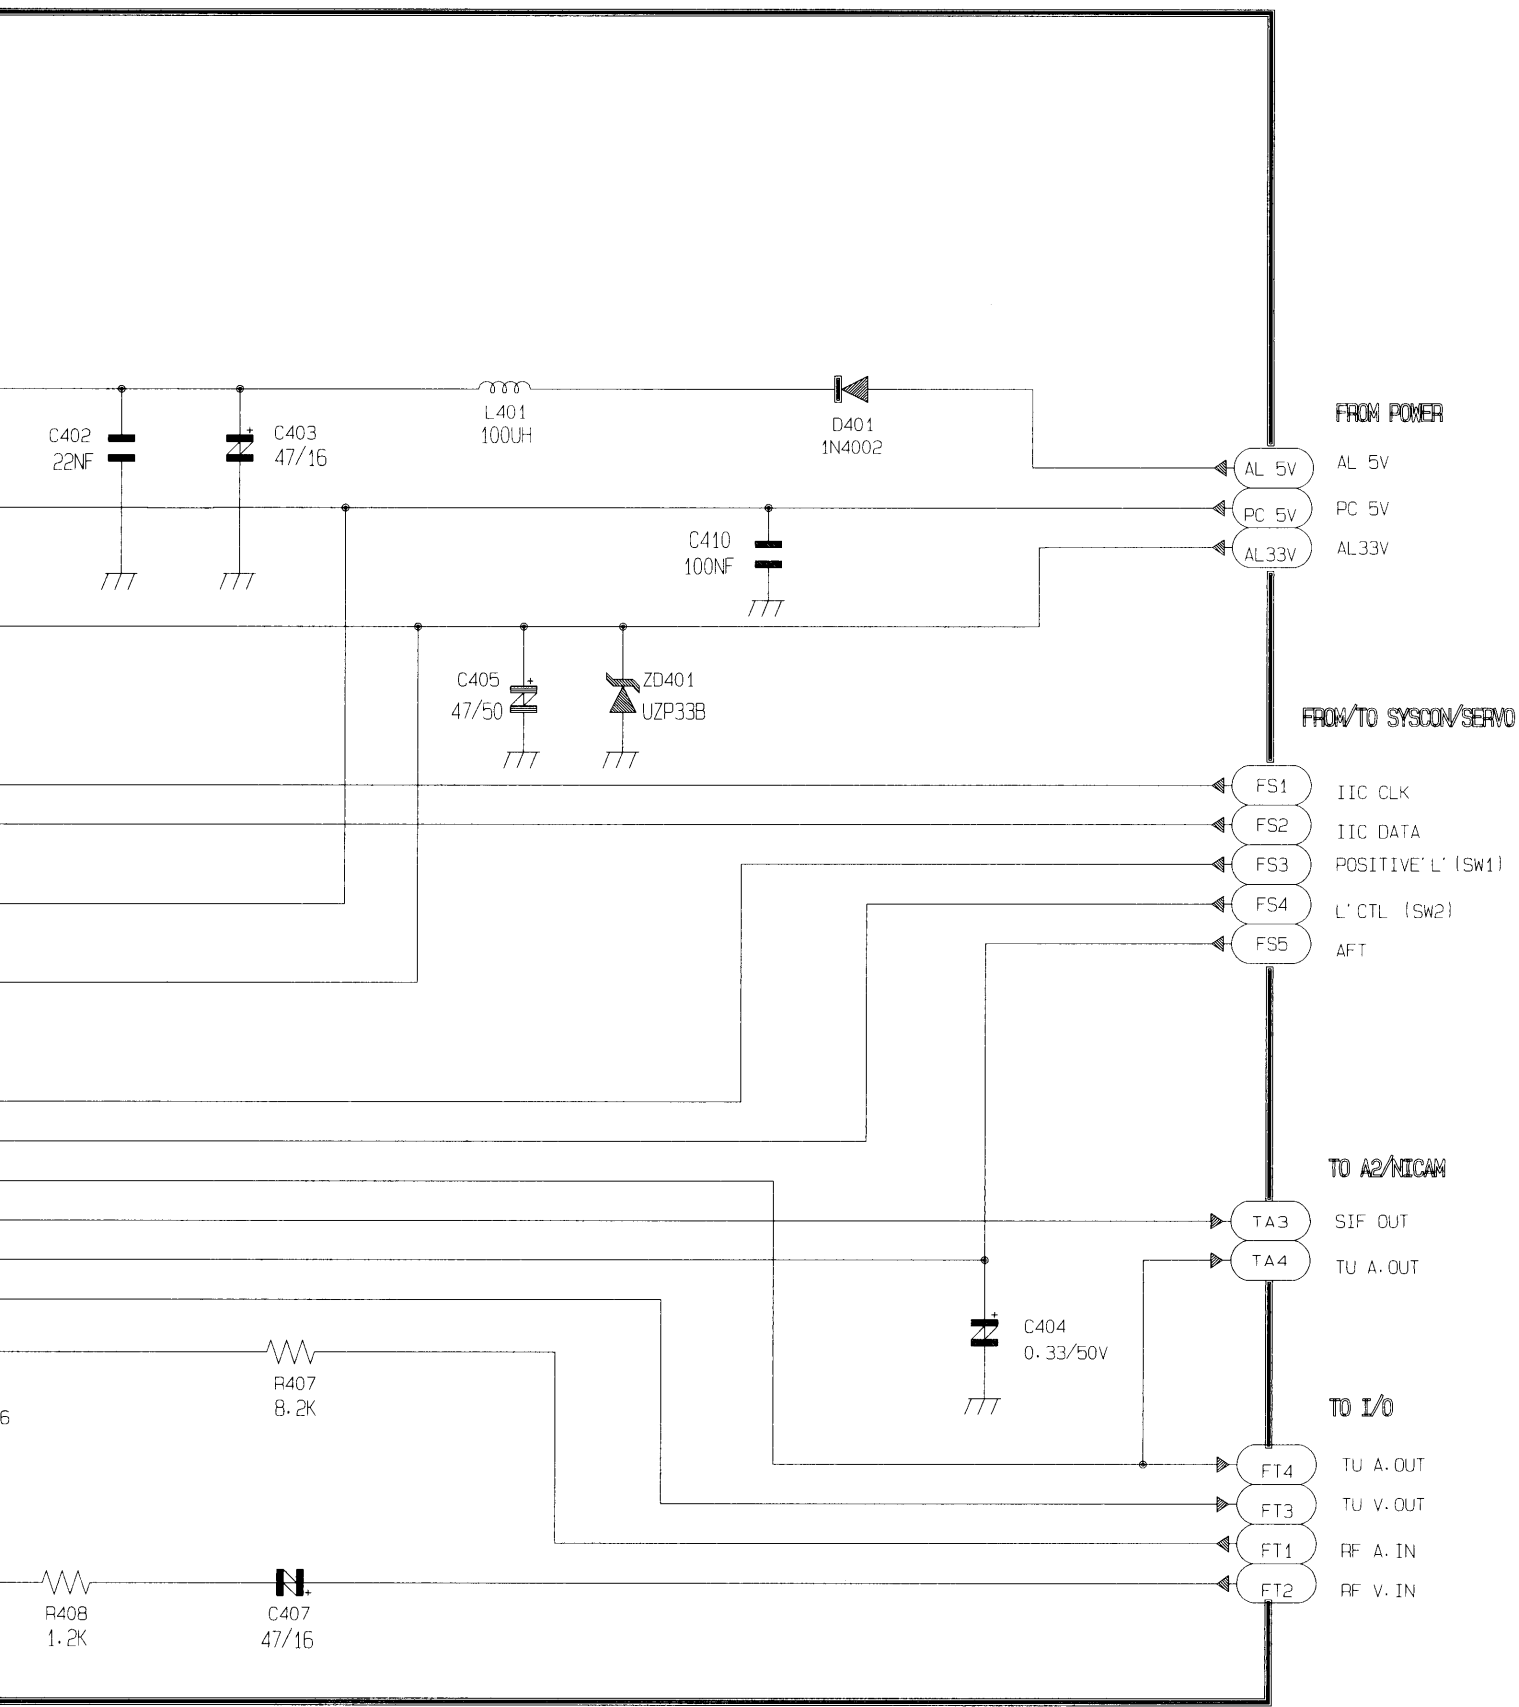 FROM POWER
L401
100UH
D401
1N4002
C402
22NF
+
C403
47/16
AL 5V
AL 5V
PC 5V
PC 5V
C410
100NF
AL33V
AL33V
C405
47/50
+
ZD401
UZP33B
FROM/TO SYSCON/SERVO
FS1
IIC CLK
FS2
IIC DATA
FS3
POSITIVE'L'(SW1)
FS4
L'CTL (SW2)
FS5
AFT
TO A2/NICAM
TA3
SIF OUT
TA4
TU A.OUT
+
C404
0.33/50V
R407
8.2K
6
TO I/O
FT4
TU A.OUT
FT3
TU V.OUT
FT1
RF A.IN
FT2
RF V.IN
R408
1.2K
+
C407
47/16